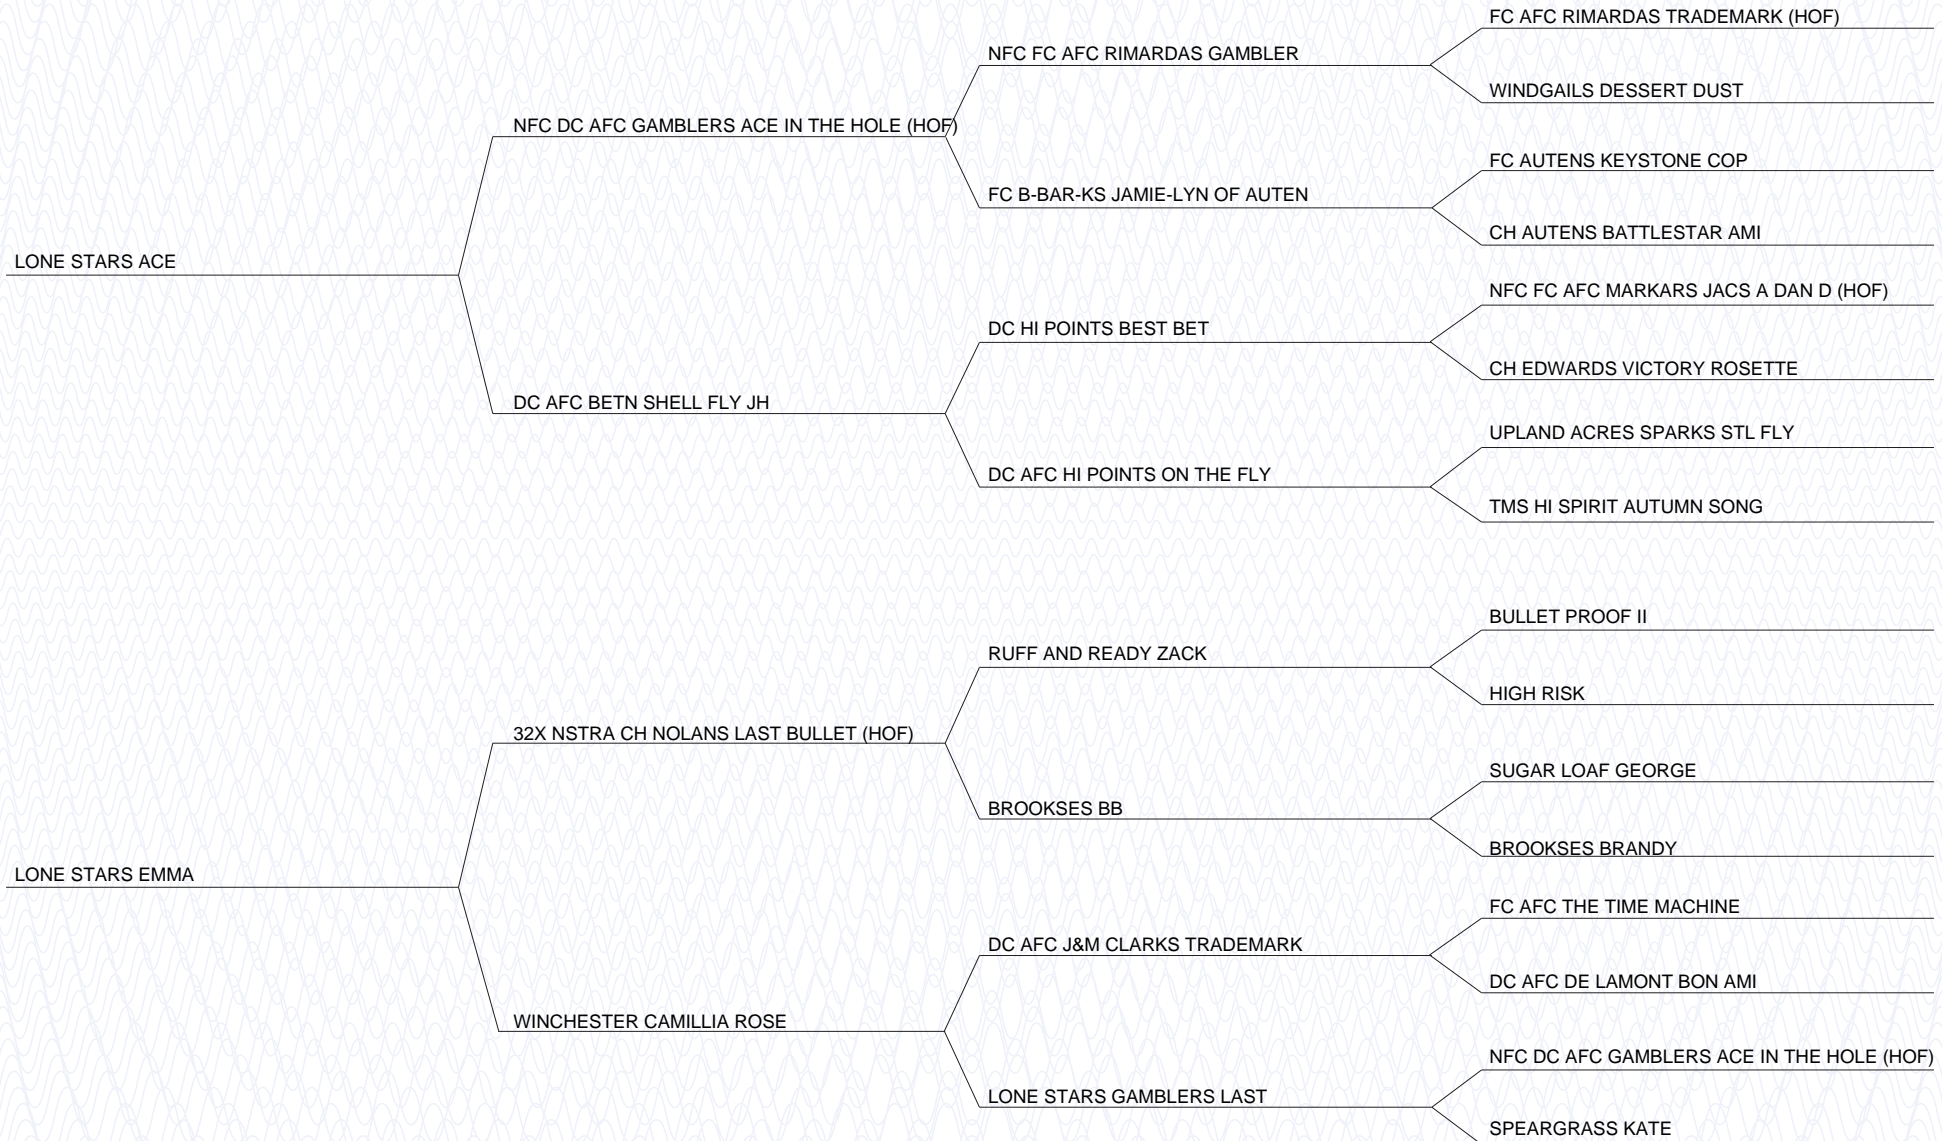 FC AFC RIMARDAS TRADEMARK (HOF)
NFC FC AFC RIMARDAS GAMBLER
WINDGAILS DESSERT DUST
NFC DC AFC GAMBLERS ACE IN THE HOLE (HOF)
FC AUTENS KEYSTONE COP
FC B-BAR-KS JAMIE-LYN OF AUTEN
CH AUTENS BATTLESTAR AMI
LONE STARS ACE
NFC FC AFC MARKARS JACS A DAN D (HOF)
DC HI POINTS BEST BET
CH EDWARDS VICTORY ROSETTE
DC AFC BETN SHELL FLY JH
UPLAND ACRES SPARKS STL FLY
DC AFC HI POINTS ON THE FLY
TMS HI SPIRIT AUTUMN SONG
BULLET PROOF II
RUFF AND READY ZACK
HIGH RISK
32X NSTRA CH NOLANS LAST BULLET (HOF)
SUGAR LOAF GEORGE
BROOKSES BB
BROOKSES BRANDY
LONE STARS EMMA
FC AFC THE TIME MACHINE
DC AFC J&M CLARKS TRADEMARK
DC AFC DE LAMONT BON AMI
WINCHESTER CAMILLIA ROSE
NFC DC AFC GAMBLERS ACE IN THE HOLE (HOF)
LONE STARS GAMBLERS LAST
SPEARGRASS KATE